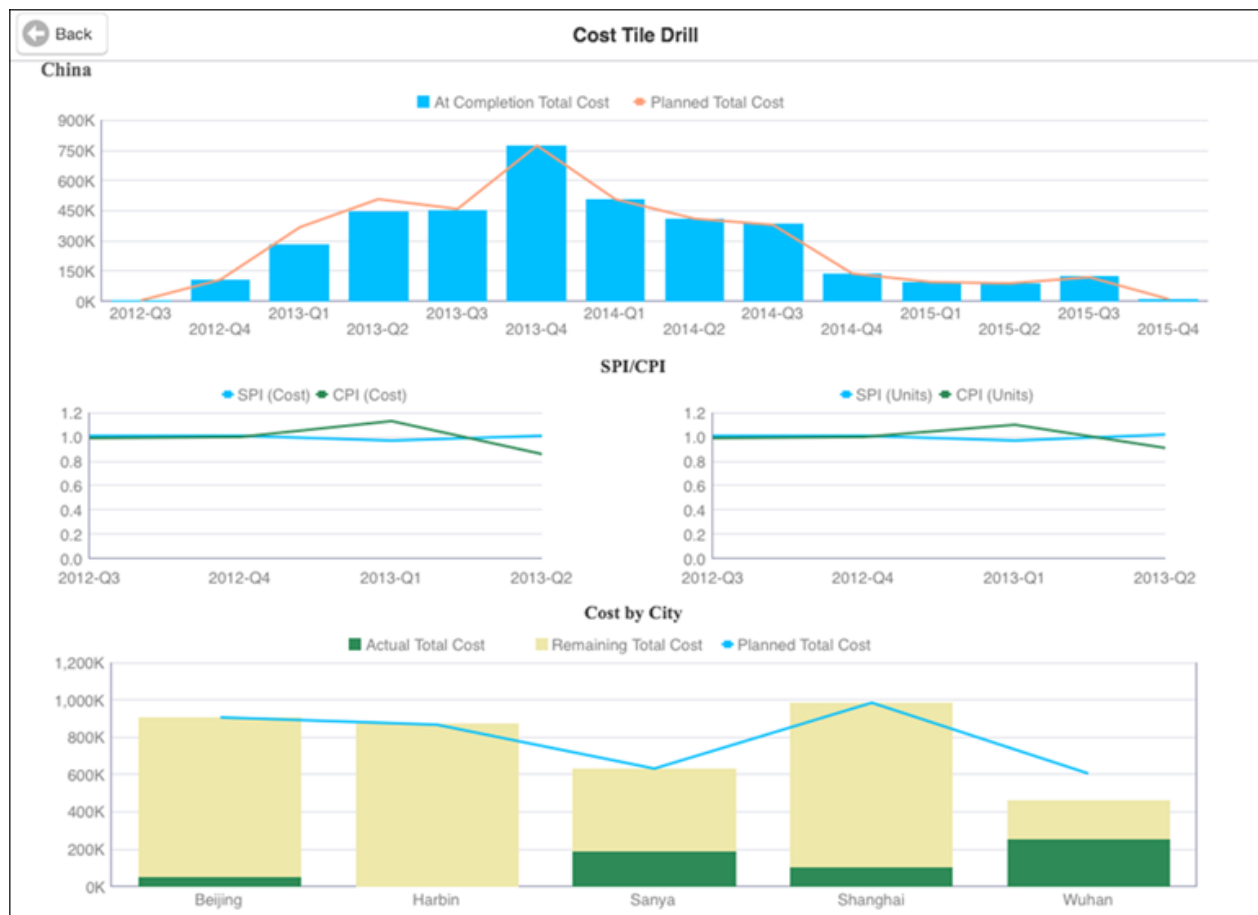 Back
Cost Tile Drill
China
At Completion Total Cost Planned Total Cost
900K
750K
600K
450K
300K
150K
0K
2012-Q3 2013-Q1 2013-Q3 2014-Q1 2014-Q3 2015-Q1 2015-Q3
2012-Q4 2013-Q2 2013-Q4 2014-Q2 2014-Q4 2015-Q2 2015-Q4
SPI/CPI
SPI (Cost) CPI (Cost)
1.2
1.0
0.8
0.6
0.4
0.2
0.0
2012-Q3 2012-Q4 2013-Q1 2013-Q2
SPI (Units) CPI (Units)
1.2
1.0
0.8
0.6
0.4
0.2
0.0
2012-Q3 2012-Q4 2013-Q1 2013-Q2
Cost by City
Actual Total Cost Remaining Total Cost Planned Total Cost
1,200K
1,000K
800K
600K
400K
200K
0K
Beijing Harbin Sanya Shanghai Wuhan